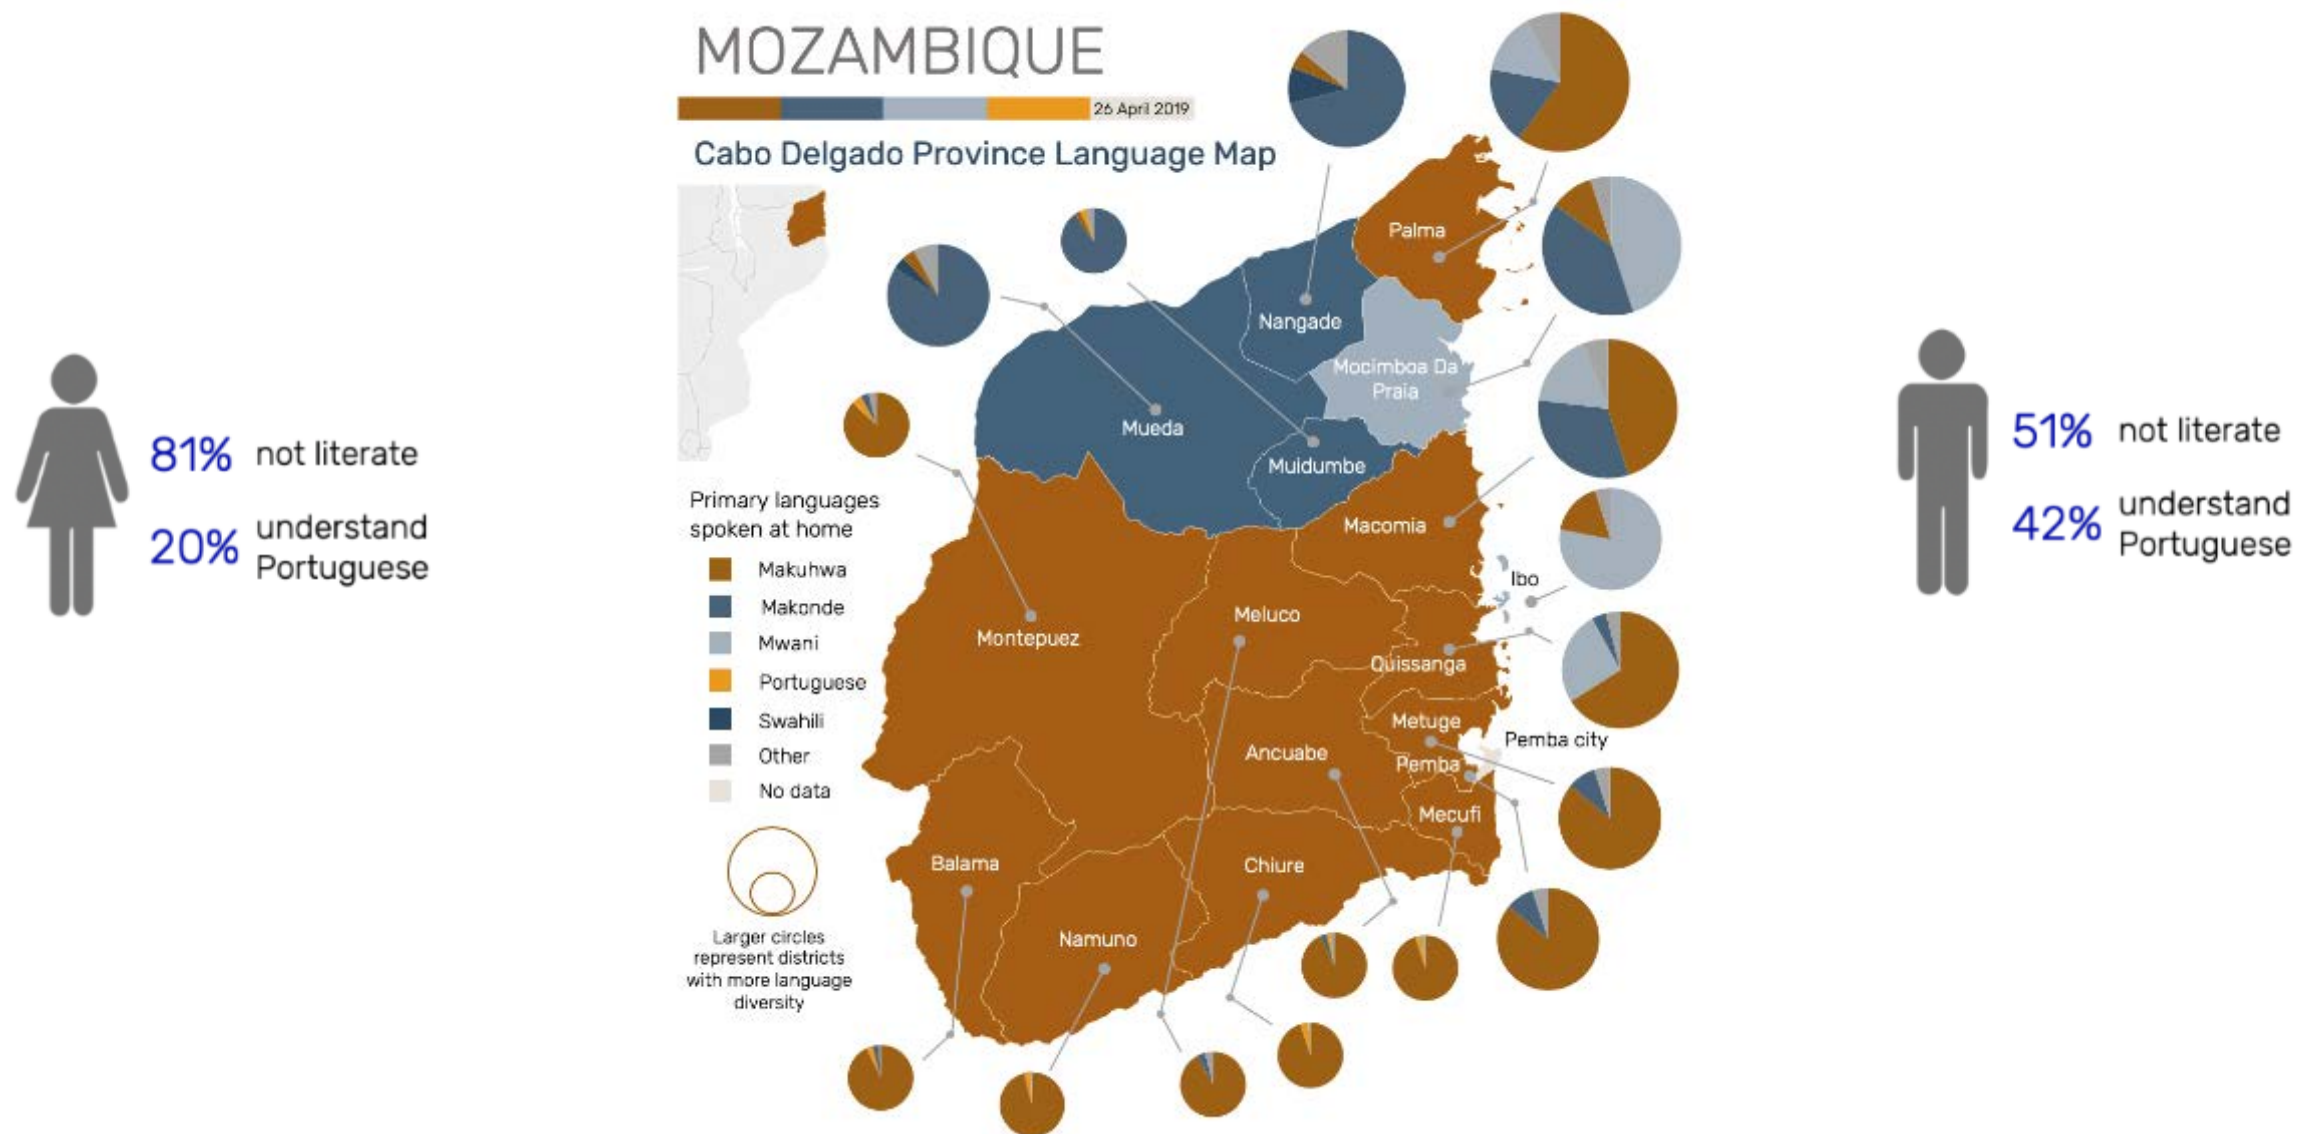 MOZAMBIQUE
26 April 2019
Cabo Delgado Province Language Map
81% not literate
20% understand
Portuguese
Primary languages
spoken at home
Makuhwa
Makonde
Mwani
Portuguese
Swahili
Other
No data
Larger circles
represent districts
with more language
diversity
Palma
Nangade
Mocimboa Da
Praia
Mueda
Muidumbe
Macomia
Ibo
Meluco
Montepuez
Quissanga
Metuge
Pemba city
Ancuabe
Pemba
Mecufi
Balama
Chiure
Namuno
51% not literate
42% understand
Portuguese